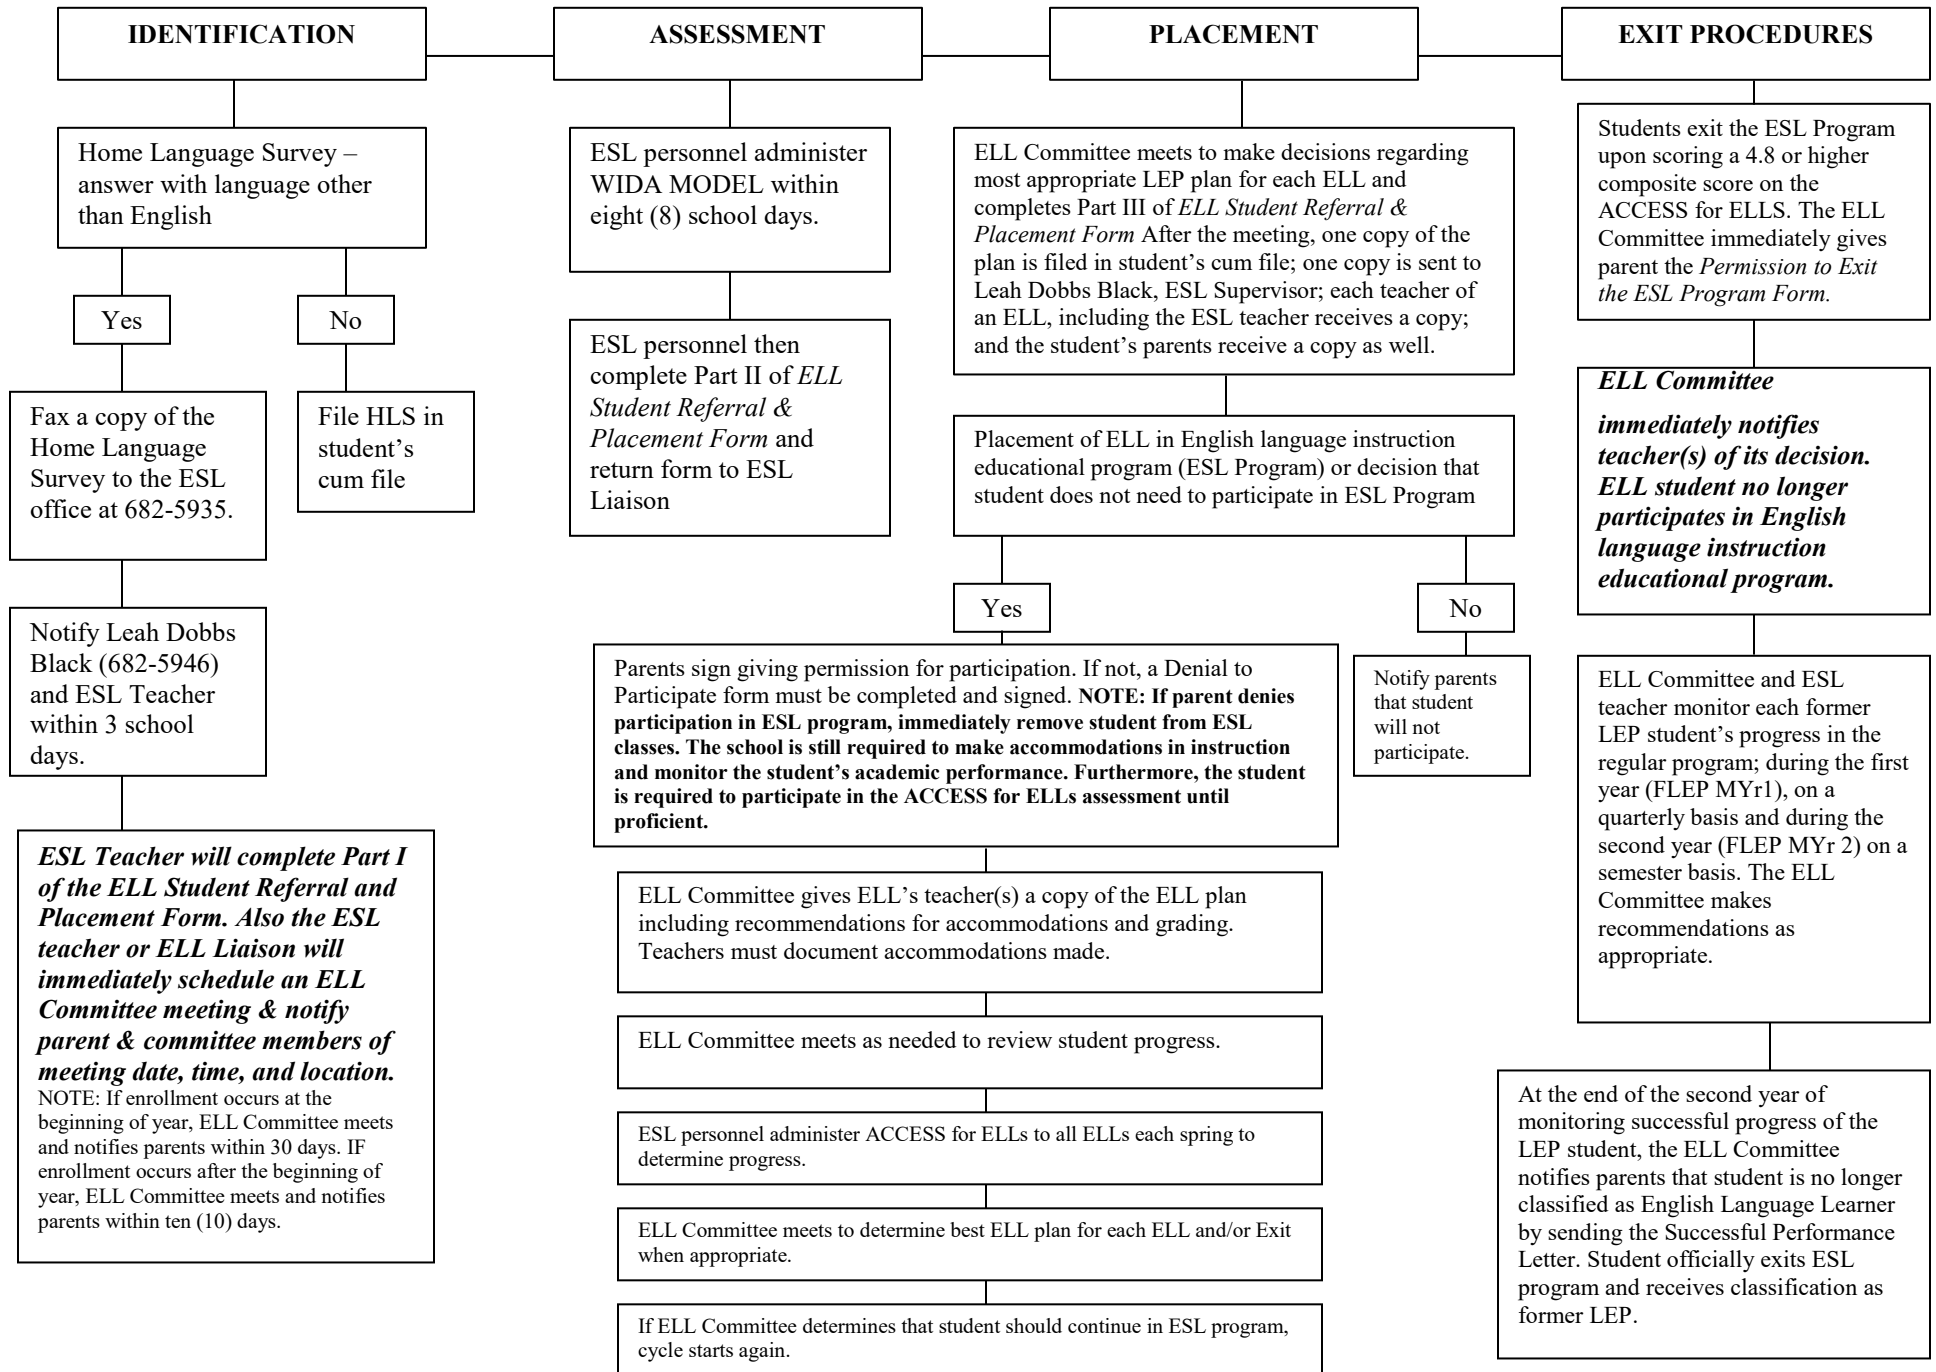 IDENTIFICATION
Home Language Survey –
answer with language other
than English
Yes
No
Fax a copy of the
Home Language
Survey to the ESL
office at 682-5935.
File HLS in
student’s
cum file
Notify Leah Dobbs
Black (682-5946)
and ESL Teacher
within 3 school
days.
ESL Teacher will complete Part I
of the ELL Student Referral and
Placement Form. Also the ESL
teacher or ELL Liaison will
immediately schedule an ELL
Committee meeting & notify
parent & committee members of
meeting date, time, and location.
NOTE: If enrollment occurs at the
beginning of year, ELL Committee meets
and notifies parents within 30 days. IF
enrollment occurs after the beginning of
year, ELL Committee meets and notifies
parents within ten (10) days.
ASSESSMENT
ESL personnel administer
WIDA MODEL within
eight (8) school days.
ESL personnel then
complete Part II of ELL
Student Referral &
Placement Form and
return form to ESL
Liaison
PLACEMENT
ELL Committee meets to make decisions regarding
most appropriate LEP plan for each ELL and
completes Part III of ELL Student Referral &
Placement Form After the meeting, one copy of the
plan is filed in student’s cum file; one copy is sent to
Leah Dobbs Black, ESL Supervisor; each teacher of
an ELL, including the ESL teacher receives a copy;
and the student’s parents receive a copy as well.
Placement of ELL in English language instruction
educational program (ESL Program) or decision that
student does not need to participate in ESL Program
Yes
No
Parents sign giving permission for participation. If not, a Denial to
Participate form must be completed and signed. NOTE: If parent denies
participation in ESL program, immediately remove student from ESL
classes. The school is still required to make accommodations in instruction
and monitor the student’s academic performance. Furthermore, the student
is required to participate in the ACCESS for ELLs assessment until
proficient.
Notify parents
that student
will not
participate.
ELL Committee gives ELL’s teacher(s) a copy of the ELL plan
including recommendations for accommodations and grading.
Teachers must document accommodations made.
ELL Committee meets as needed to review student progress.
ESL personnel administer ACCESS for ELLs to all ELLs each spring to
determine progress.
ELL Committee meets to determine best ELL plan for each ELL and/or Exit
when appropriate.
If ELL Committee determines that student should continue in ESL program,
cycle starts again.
EXIT PROCEDURES
Students exit the ESL Program
upon scoring a 4.8 or higher
composite score on the
ACCESS for ELLS. The ELL
Committee immediately gives
parent the Permission to Exit
the ESL Program Form.
ELL Committee
immediately notifies
teacher(s) of its decision.
ELL student no longer
participates in English
language instruction
educational program.
ELL Committee and ESL
teacher monitor each former
LEP student’s progress in the
regular program; during the first
year (FLEP MYr1), on a
quarterly basis and during the
second year (FLEP MYr 2) on a
semester basis. The ELL
Committee makes
recommendations as
appropriate.
At the end of the second year of
monitoring successful progress of the
LEP student, the ELL Committee
notifies parents that student is no longer
classified as English Language Learner
by sending the Successful Performance
Letter. Student officially exits ESL
program and receives classification as
former LEP.